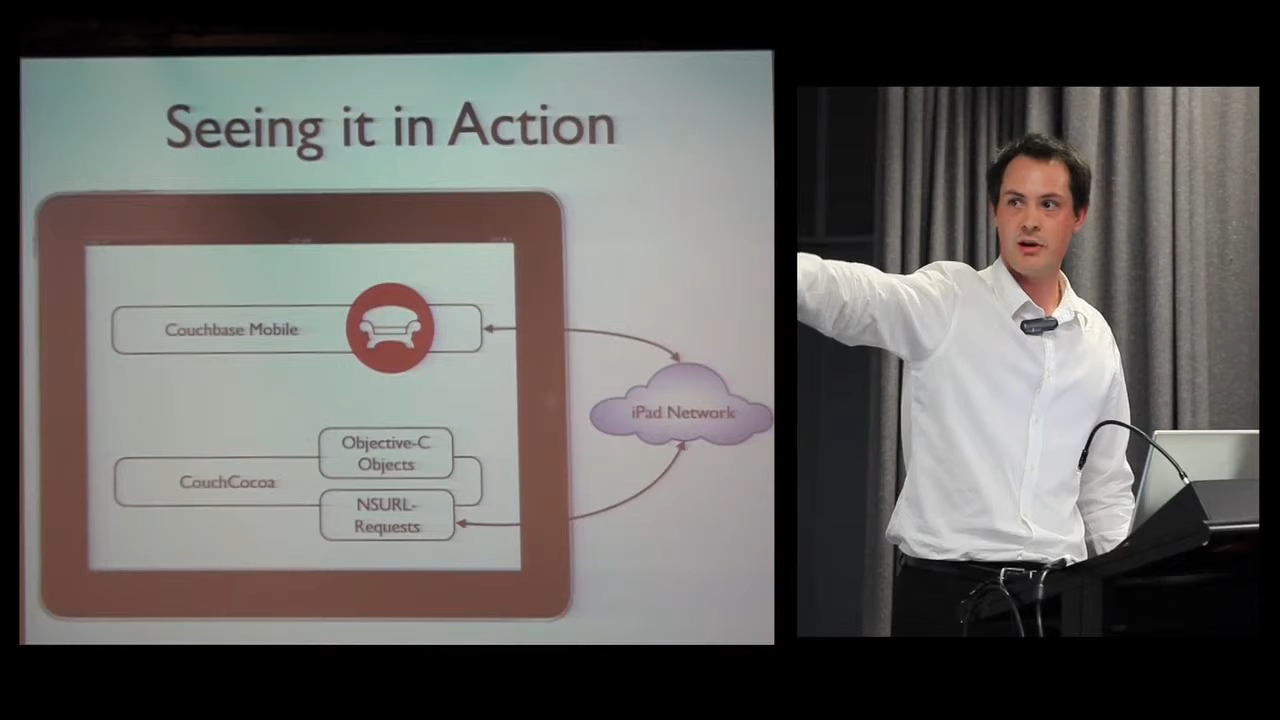 Seeing it in Action
Couchbase Mobile
iPad Network
Objective-C
Objects
CouchCocoa
NSURL-
Requests